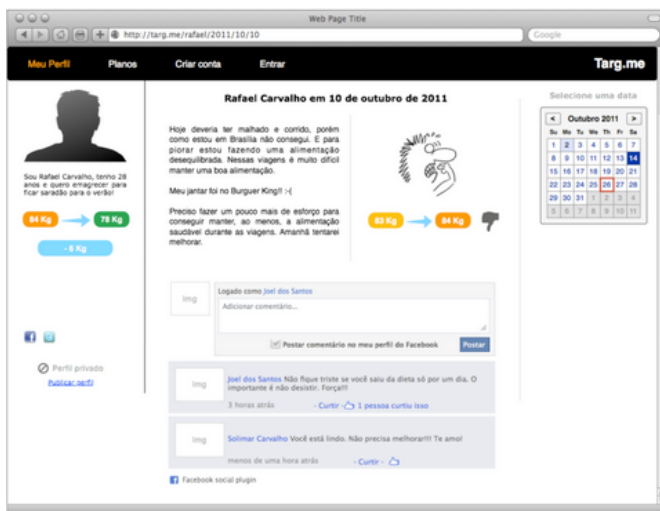 Web Page Title
http://targ.me/rafael/2011/10/10
Google
Meu Perfil
Planos
Criar conta
Entrar
Targ.me
Sou Rafael Carvalho, tenho 28
anos e quero emagrecer para
ficar saradão para o verão!
84 Kg
78 Kg
- 6 Kg
Perfil privado
Publicar perfil
Rafael Carvalho em 10 de outubro de 2011
Hoje deveria ter malhado e corrido, porém
como estou em Brasília não consegui. E para
piorar estou fazendo uma alimentação
desequilibrada. Nessas viagens é muito difícil
manter uma boa alimentação.
Meu jantar foi no Burguer King!! :-(
Preciso fazer um pouco mais de esforço para
conseguir manter, ao menos, a alimentação
saudável durante as viagens. Amanhã tentarei
melhorar.
83 Kg
84 Kg
Img
Logado como Joel dos Santos
Adicionar comentário...
Postar comentário no meu perfil do Facebook
Postar
Img
Joel dos Santos Não fique triste se você saiu da dieta só por um dia. O
importante é não desistir. Força!!!
3 horas atrás
- Curtir - 1 pessoa curtiu isso
Img
Solimar Carvalho Você está lindo. Não precisa melhorar!!! Te amo!
menos de uma hora atrás
- Curtir -
Facebook social plugin
Selecione uma data
< Outubro 2011 >
Su Mo Tu We Th Fr Sa
1 2 3 4 5 6 7
8 9 10 11 12 13 14
15 16 17 18 19 20 21
22 23 24 25 26 27 28
29 30 31 1 2 3 4
5 6 7 8 9 10 11